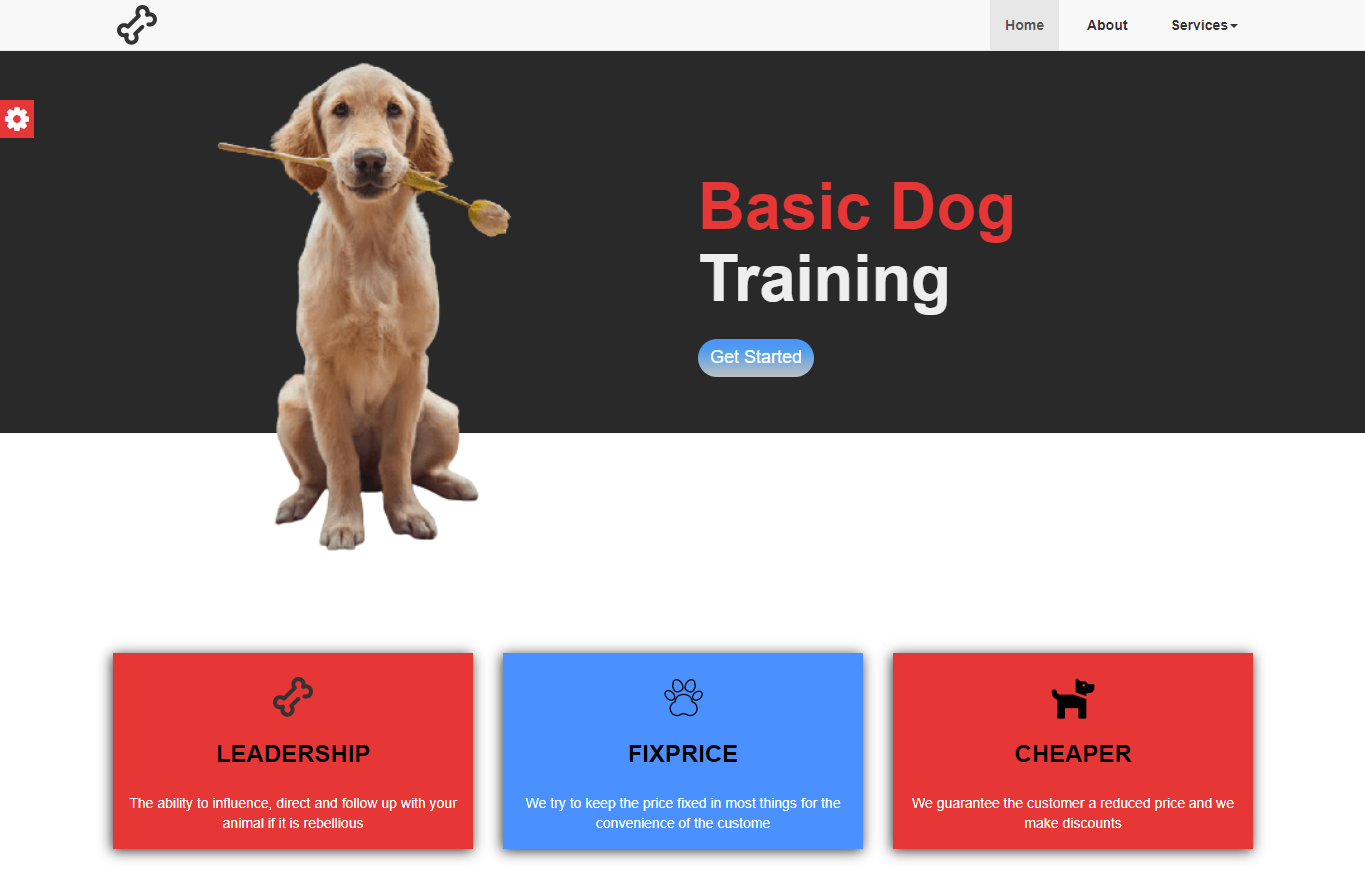 Home About Services
Basic Dog
Training
Get Started
LEADERSHIP
The ability to influence, direct and follow up with your
animal if it is rebellious
FIXPRICE
We try to keep the price fixed in most things for the
convenience of the custome
CHEAPER
We guarantee the customer a reduced price and we
make discounts